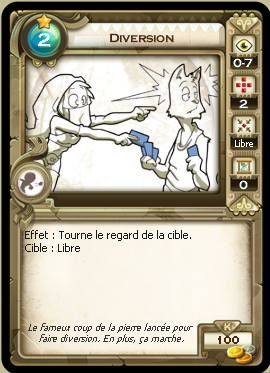 2
DIVERSION
0-7
2
Libre
0
Effet : Tourne le regard de la cible.
Cible : Libre
Le fameux coup de la pierre lancée pour
faire diversion. En plus, ça marche.
K
100